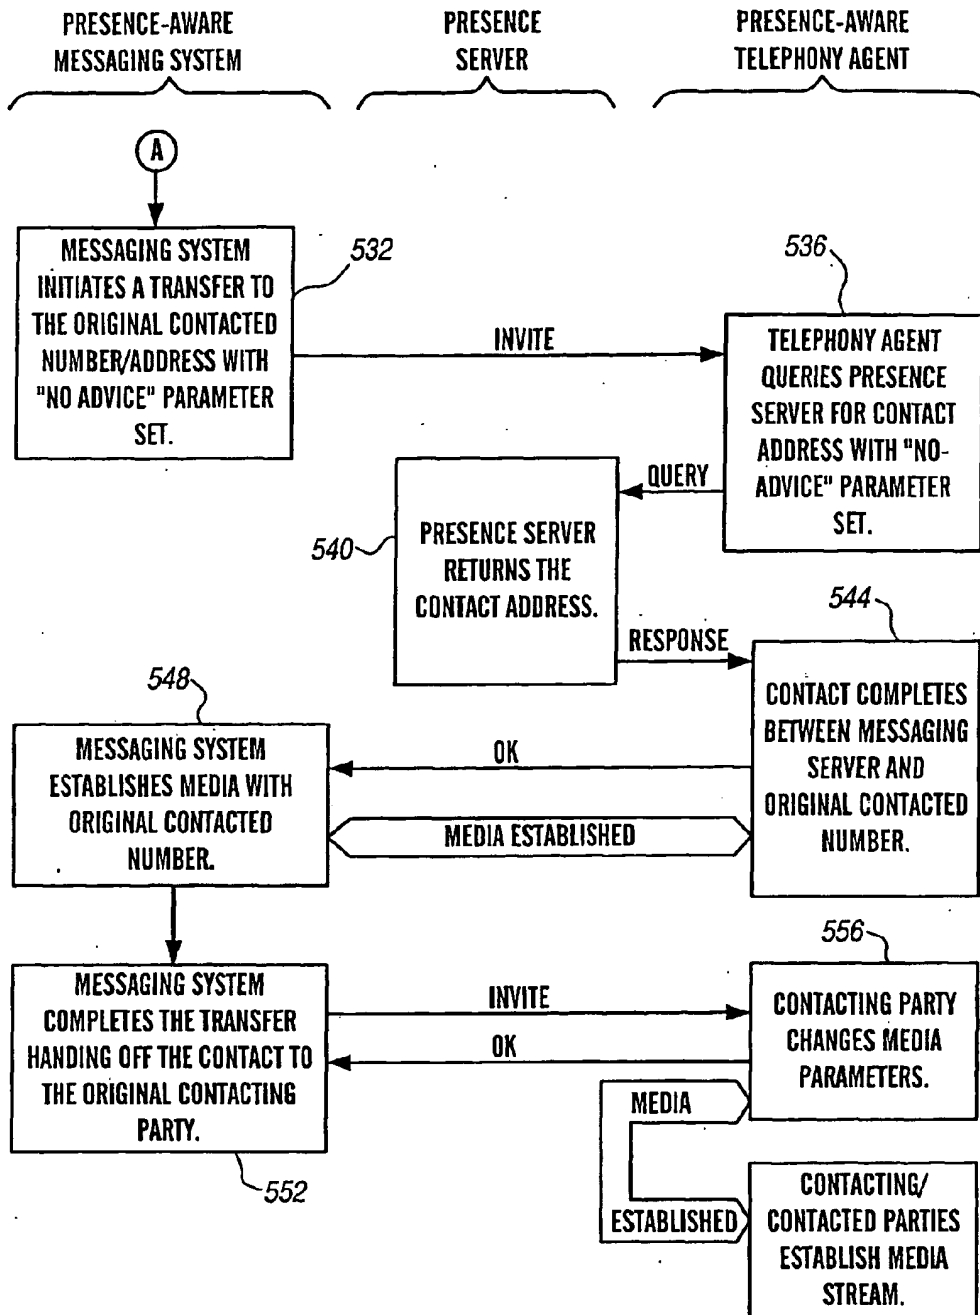 PRESENCE-AWARE
MESSAGING SYSTEM
PRESENCE
SERVER
PRESENCE-AWARE
TELEPHONY AGENT
A
MESSAGING SYSTEM
INITIATES A TRANSFER TO
THE ORIGINAL CONTACTED
NUMBER/ADDRESS WITH
"NO ADVICE" PARAMETER
SET.
532
INVITE
536
TELEPHONY AGENT
QUERIES PRESENCE
SERVER FOR CONTACT
ADDRESS WITH "NO-
ADVICE" PARAMETER
SET.
QUERY
540
PRESENCE SERVER
RETURNS THE
CONTACT ADDRESS.
RESPONSE
544
CONTACT COMPLETES
BETWEEN MESSAGING
SERVER AND
ORIGINAL CONTACTED
NUMBER.
548
MESSAGING SYSTEM
ESTABLISHES MEDIA WITH
ORIGINAL CONTACTED
NUMBER.
OK
MEDIA ESTABLISHED
MESSAGING SYSTEM
COMPLETES THE TRANSFER
HANDING OFF THE CONTACT TO
THE ORIGINAL CONTACTING
PARTY.
552
INVITE
OK
556
CONTACTING PARTY
CHANGES MEDIA
PARAMETERS.
MEDIA
ESTABLISHED
CONTACTING/
CONTACTED PARTIES
ESTABLISH MEDIA
STREAM.